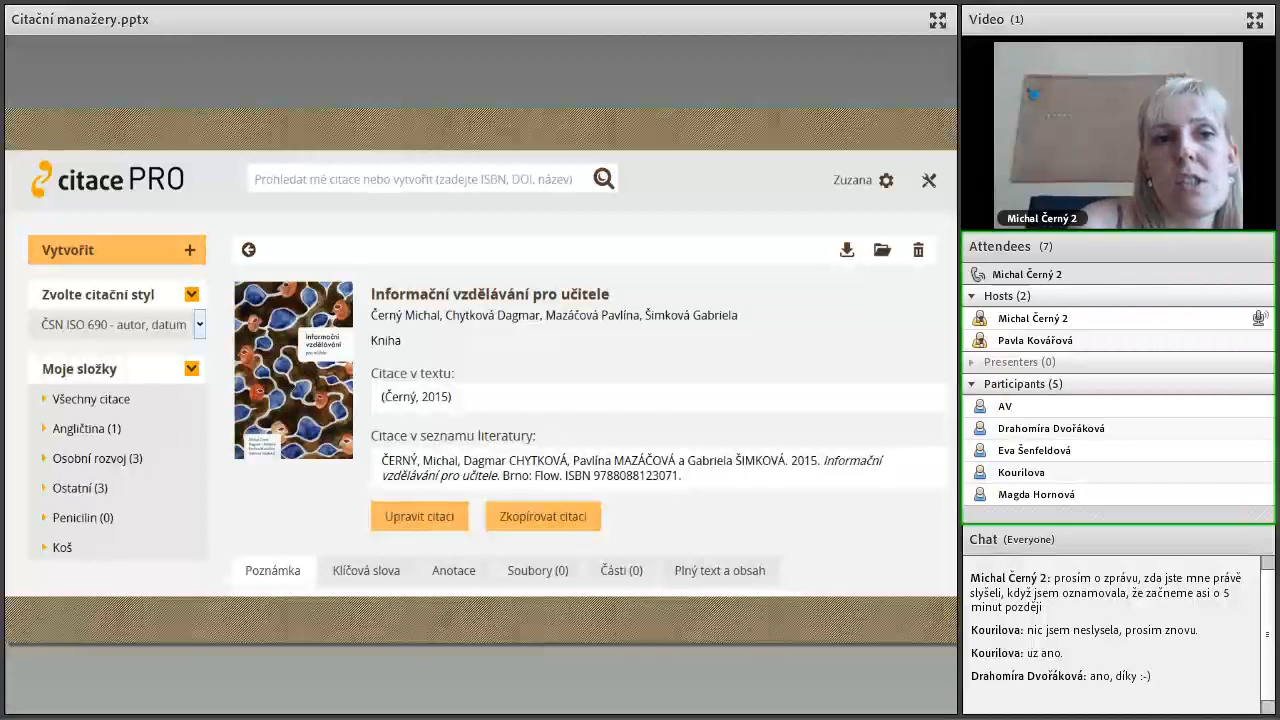 Citační manažery.pptx
citace PRO
Prohledat mé citace nebo vytvořit (zadejte ISBN, DOI, název)
Zuzana
Vytvořit +
Zvolte citační styl
ČSN ISO 690 - autor, datum
Moje složky
Všechny citace
Angličtina (1)
Osobní rozvoj (3)
Ostatní (3)
Penicilin (0)
Koš
Informační
vzdělávání
pro učitele
Informační vzdělávání pro učitele
Černý Michal, Chytková Dagmar, Mazáčová Pavlína, Šimková Gabriela
Kniha
Citace v textu:
(Černý, 2015)
Citace v seznamu literatury:
ČERNÝ, Michal, Dagmar CHYTKOVÁ, Pavlína MAZÁČOVÁ a Gabriela ŠIMKOVÁ. 2015. Informační
vzdělávání pro učitele. Brno: Flow. ISBN 9788088123071.
Upravit citaci
Zkopírovat citaci
Poznámka
Klíčová slova
Anotace
Soubory (0)
Části (0)
Plný text a obsah
Video (1)
Michal Černý 2
Attendees (7)
Michal Černý 2
Hosts (2)
Michal Černý 2
Pavla Kovářová
Presenters (0)
Participants (5)
AV
Drahomíra Dvořáková
Eva Šenfeldová
Kourilova
Magda Hornová
Chat (Everyone)
Michal Černý 2: prosím o zprávu, zda jste mne právě
slyšeli, když jsem oznamovala, že začneme asi o 5
minut později
Kourilova: nic jsem neslysela, prosim znovu.
Kourilova: uz ano.
Drahomíra Dvořáková: ano, díky :-)